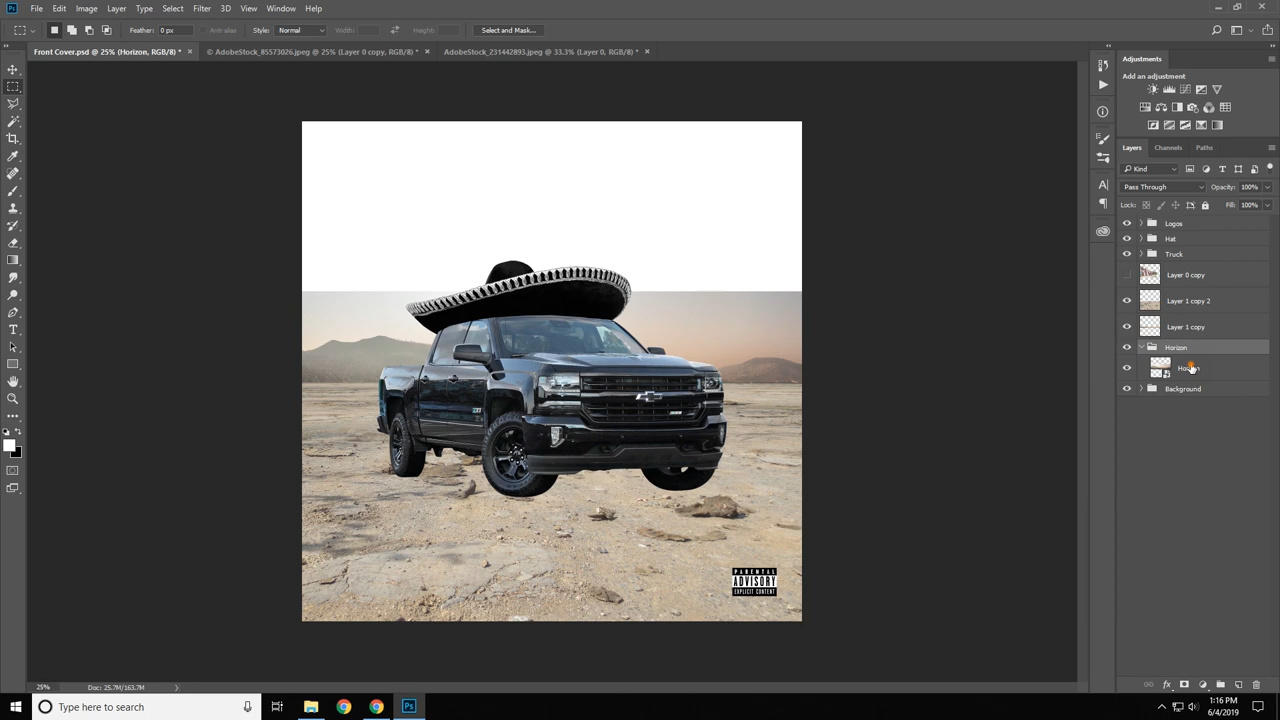 File Edit Image Layer Type Select Filter 3D View Window Help
Feather: 0 px Anti-alias Style: Normal Width: Height: Select and Mask...
Front Cover.psd @ 25% (Horizon, RGB/8) * × © AdobeStock_85573026.jpeg @ 25% (Layer 0 copy, RGB/8) * × AdobeStock_231442893.jpeg @ 33.3% (Layer 0, RGB/8) * ×
Adjustments
Add an adjustment
Layers Channels Paths
Kind
Pass Through Opacity: 100%
Lock: Fill: 100%
Logos
Hat
Truck
Layer 0 copy
Layer 1 copy 2
Layer 1 copy
Horizon
Background
PARENTAL
ADVISORY
EXPLICIT CONTENT
25% Doc: 25.7M/163.7M
Type here to search
1:16 PM
6/4/2019